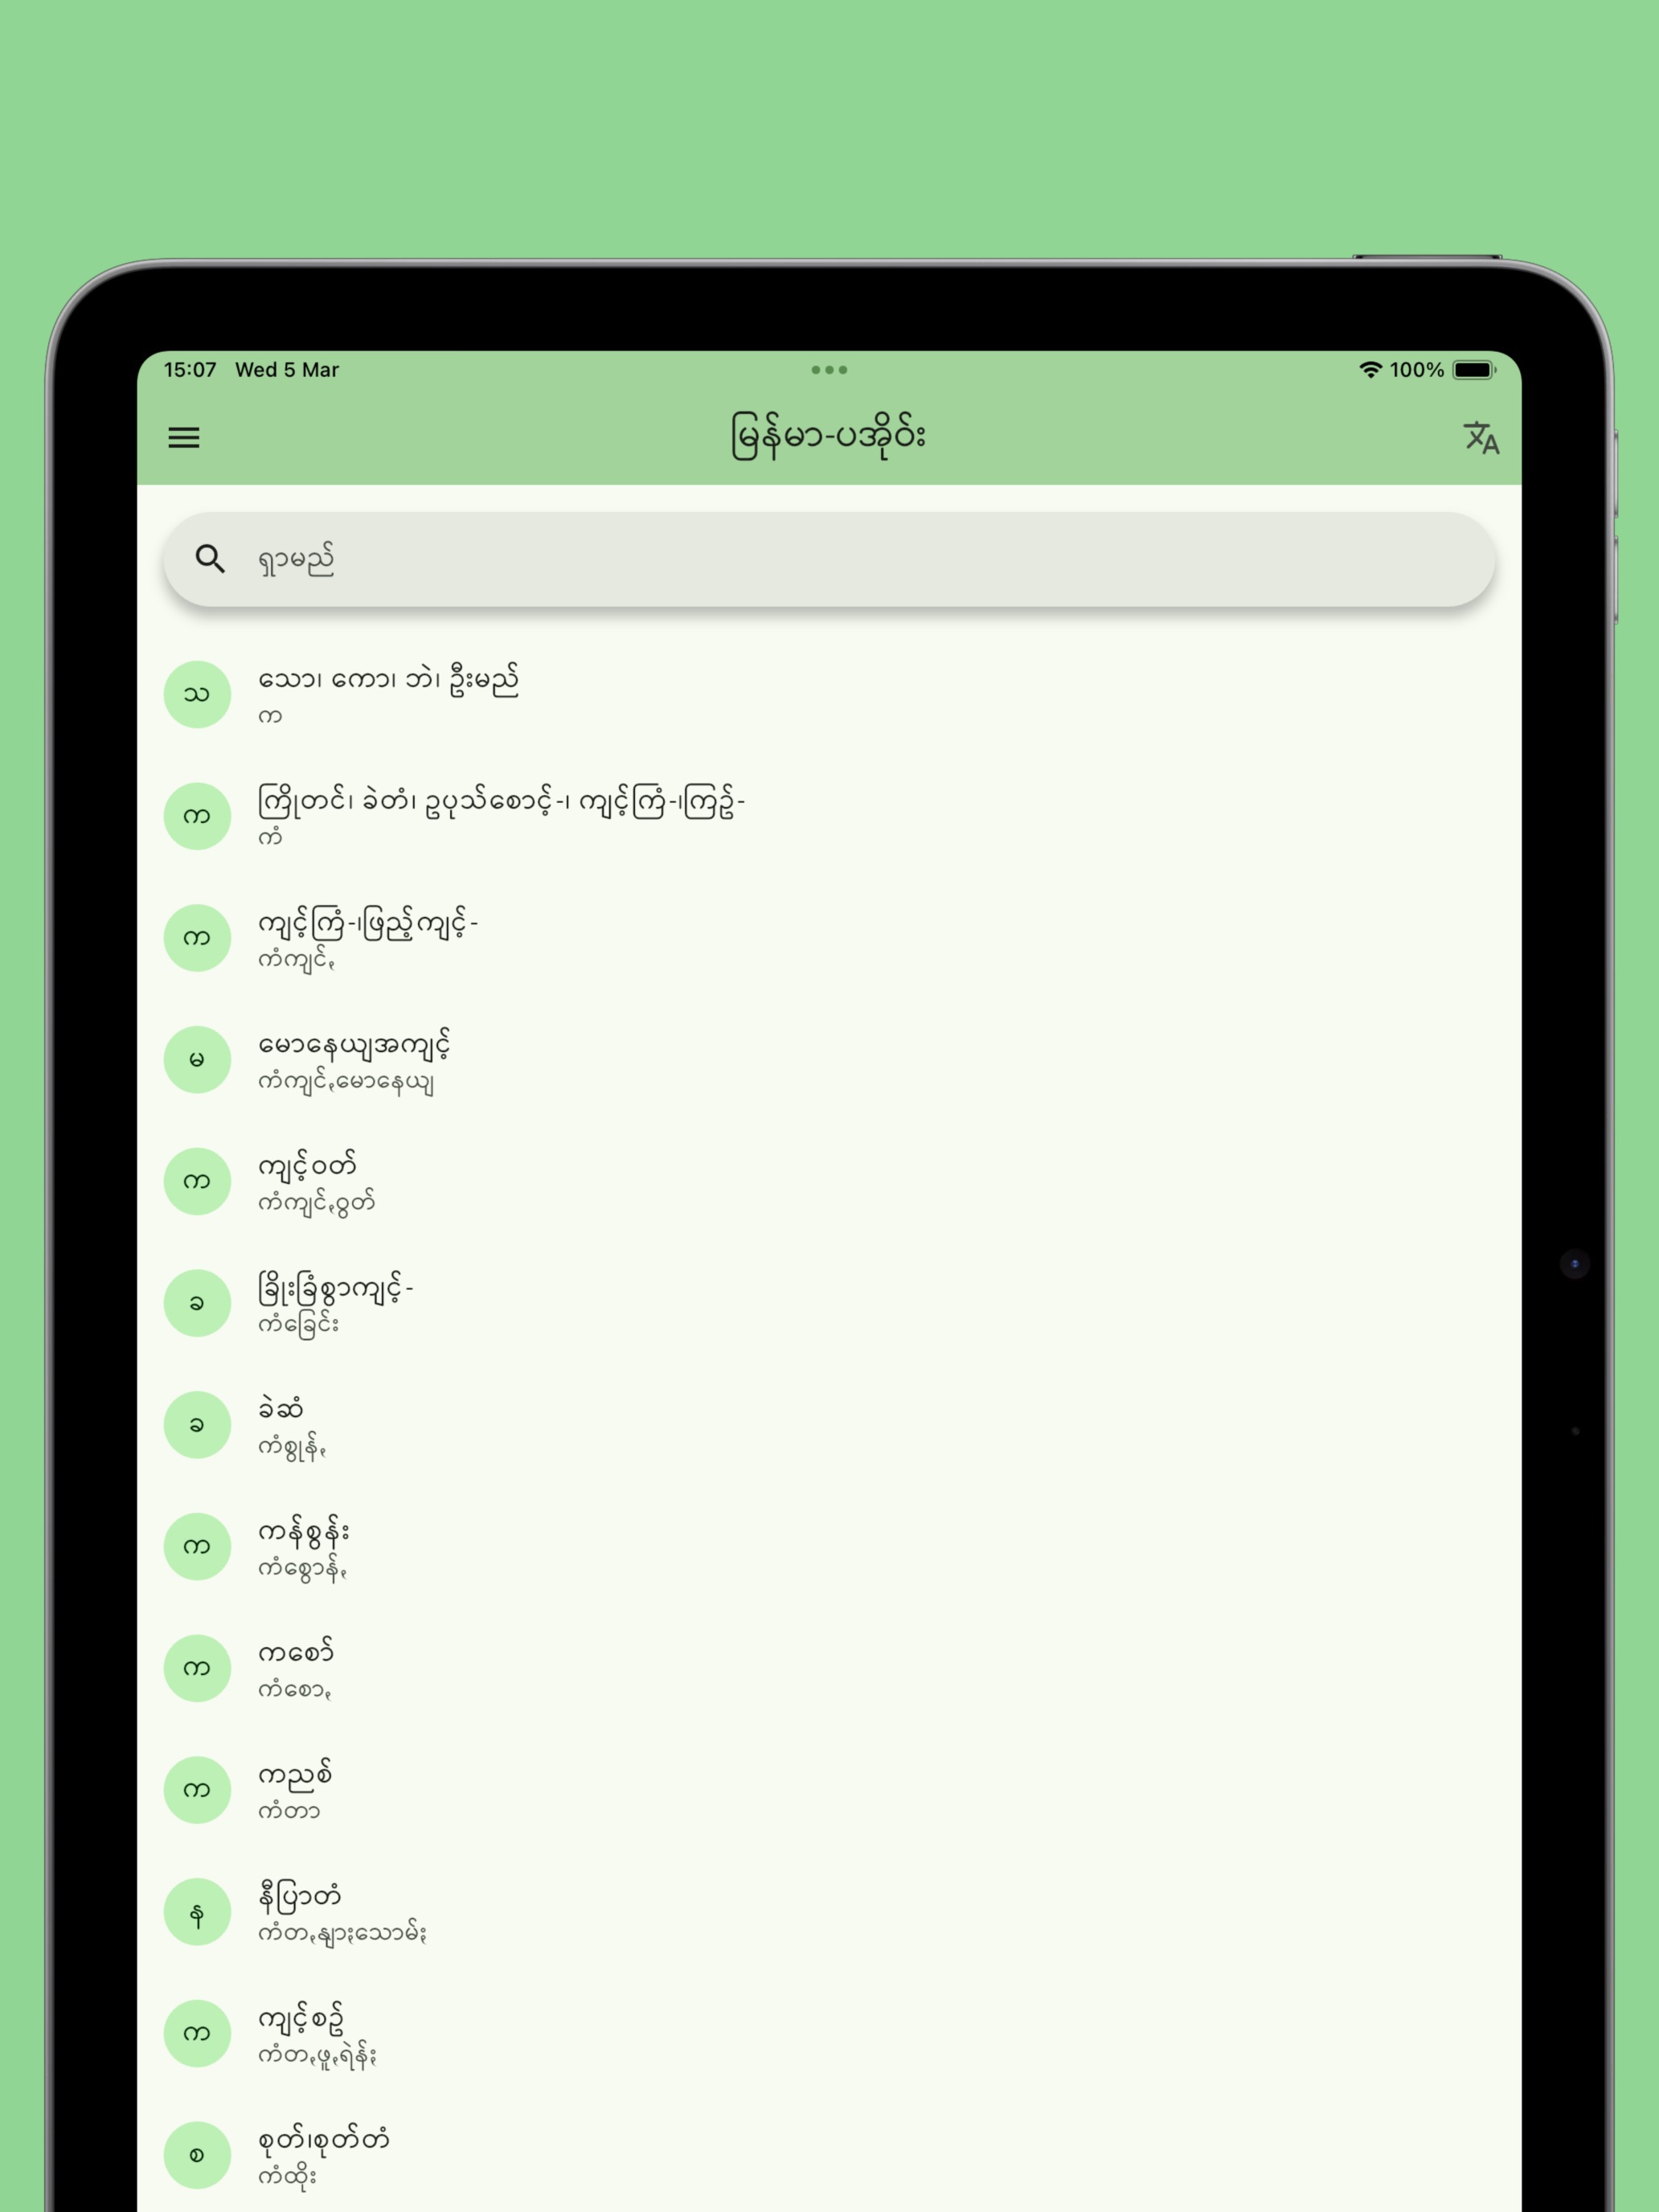 15:07 Wed 5 Mar
100%
မြန်မာ-ပအိုဝ်း
ရှာမည်
သ
သော၊ ကော၊ ဘဲ၊ ဦးမည်
က
က
ကြိုတင်၊ ခဲတံ၊ ဥပုသ်စောင့်-၊ ကျင့်ကြံ-၊ကြဥ်-
ကံ
က
ကျင့်ကြံ-၊ဖြည့်ကျင့်-
ကံကျင်ႏ
မ
မောနေယျအကျင့်
ကံကျင်ႏမောနေယျ
က
ကျင့်ဝတ်
ကံကျင်ႏဝွတ်
ခ
ခြိုးခြံစွာကျင့်-
ကံခြေင်း
ခ
ခဲဆံ
ကံစွုန်ႏ
က
ကန်စွန်း
ကံစွောန်ႏ
က
ကစော်
ကံစောႏ
က
ကညစ်
ကံတာ
န
နီပြာတံ
ကံတႏနျားႏသောမ်ႏ
က
ကျင့်စဥ်
ကံတႏဖူႏရဲန်ႏ
စ
စုတ်၊စုတ်တံ
ကံထိုး